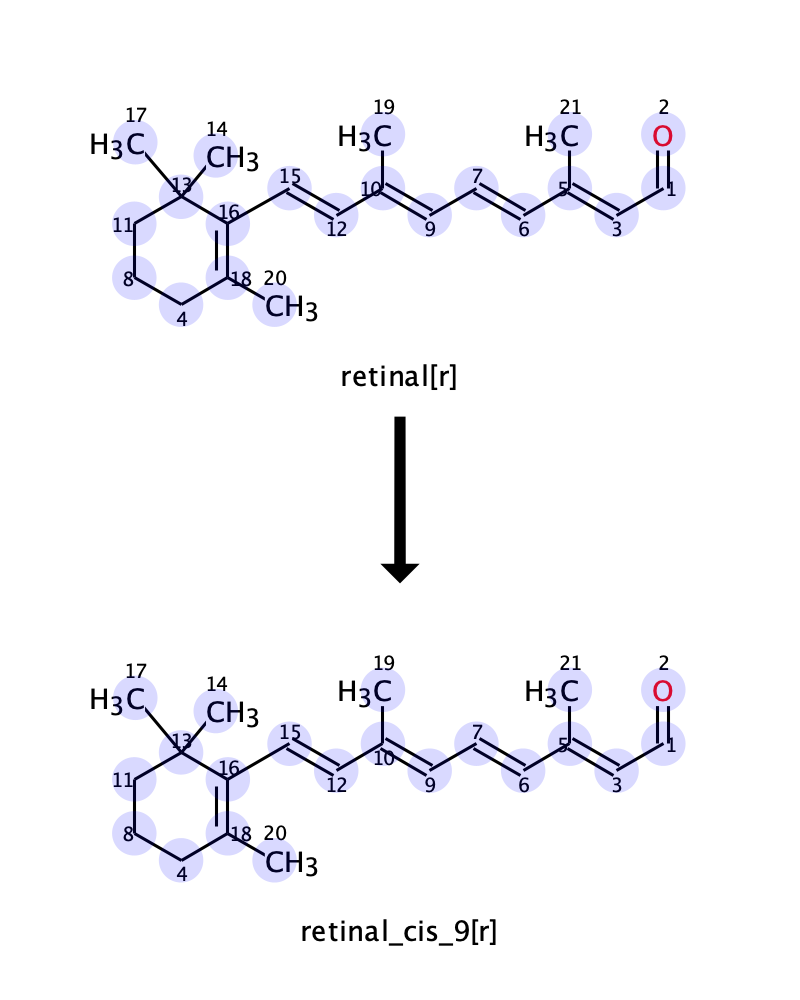 17 14 19 21 2
H3C CH3 H3C H3C O
13 15 10 7 5 1
11 16 12 9 6 3
8 18 20
4 CH3
retinal[r]
17 14 19 21 2
H3C CH3 H3C H3C O
13 15 10 7 5 1
11 16 12 9 6 3
8 18 20
4 CH3
retinal_cis_9[r]